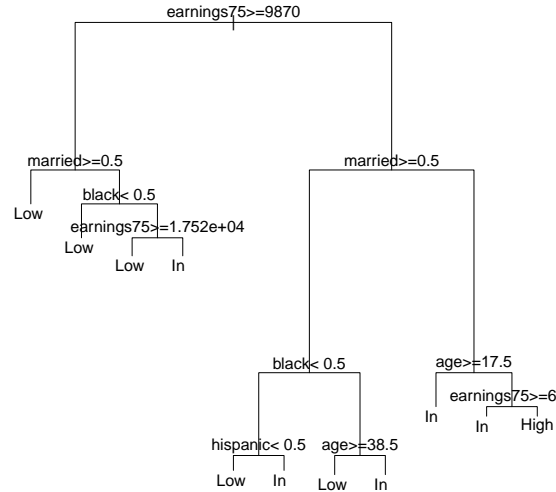 earnings75>=9870
married>=0.5
married>=0.5
Low
black< 0.5
Low
earnings75>=1.752e+04
Low
In
black< 0.5
age>=17.5
In
earnings75>=6
In
High
hispanic< 0.5
age>=38.5
Low
In
Low
In